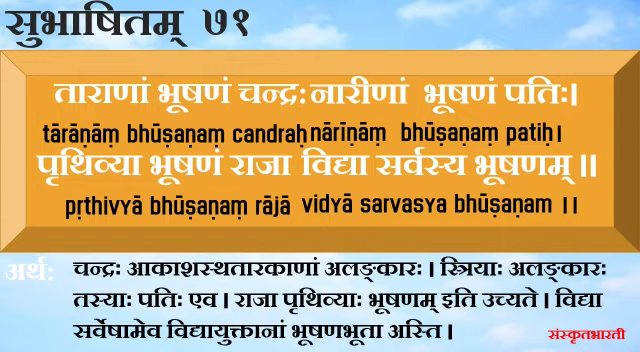 सुभाषितम् ७१
ताराणां भूषणं चन्द्रः नारीणां भूषणं पतिः।
tārāṇāṃ bhūṣaṇaṃ candraḥ nārīṇāṃ bhūṣaṇaṃ patiḥ।
पृथिव्या भूषणं राजा विद्या सर्वस्य भूषणम् ॥
pṛthivyā bhūṣaṇaṃ rājā vidyā sarvasya bhūṣaṇam ।।
अर्थः चन्द्रः आकाशस्थतारकाणां अलङ्कारः । स्त्रियाः अलङ्कारः
तस्याः पतिः एव । राजा पृथिव्याः भूषणम् इति उच्यते । विद्या
सर्वेषामेव विद्यायुक्तानां भूषणभूता अस्ति ।
संस्कृतभारती